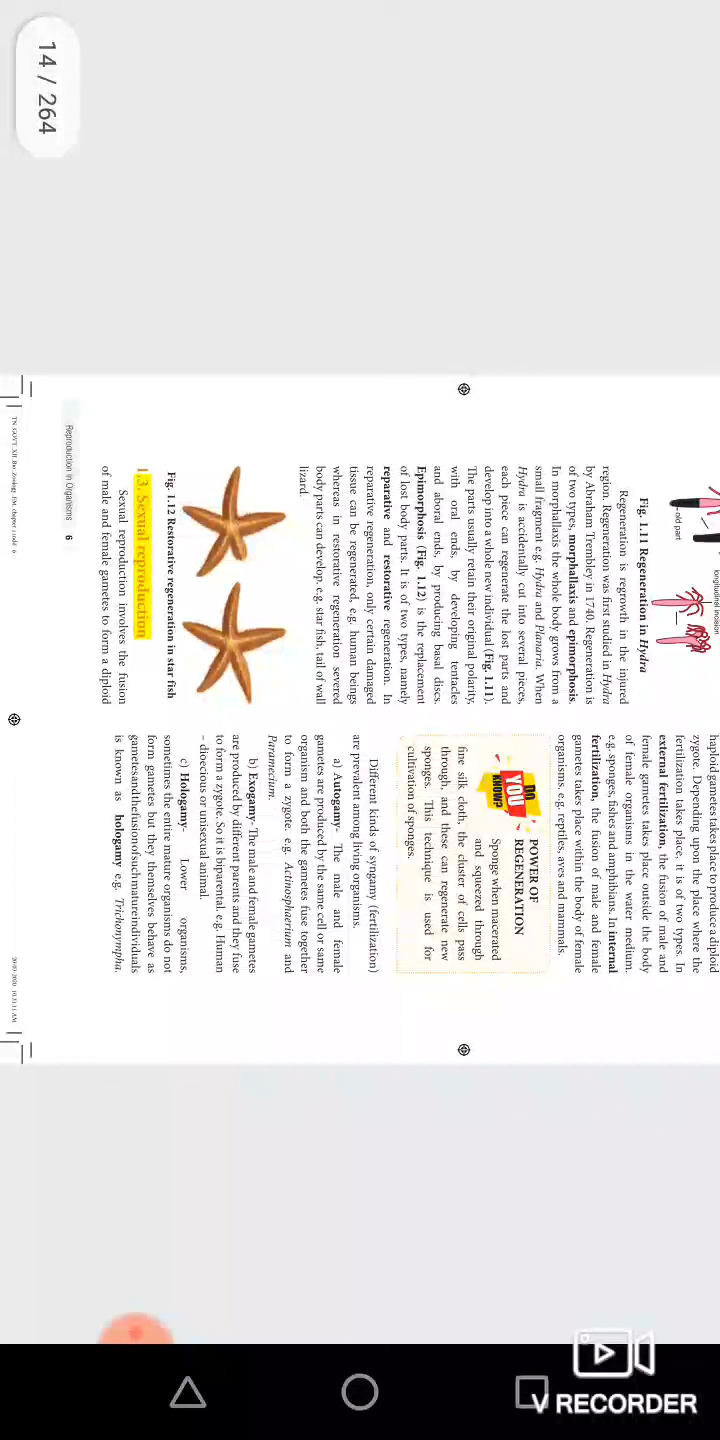 14 / 264
old part
longitudinal incision
Fig. 1.11 Regeneration in Hydra
Regeneration is regrowth in the injured
region. Regeneration was first studied in Hydra
by Abraham Trembley in 1740. Regeneration is
of two types, morphallaxis and epimorphosis.
In morphallaxis the whole body grows from a
small fragment e.g. Hydra and Planaria. When
Hydra is accidentally cut into several pieces,
each piece can regenerate the lost parts and
develop into a whole new individual (Fig. 1.11).
The parts usually retain their original polarity,
with oral ends, by developing tentacles
and aboral ends, by producing basal discs.
Epimorphosis (Fig. 1.12) is the replacement
of lost body parts. It is of two types, namely
reparative and restorative regeneration. In
reparative regeneration, only certain damaged
tissue can be regenerated, e.g. human beings
whereas in restorative regeneration severed
body parts can develop. e.g. star fish, tail of wall
lizard.
Fig. 1.12 Restorative regeneration in star fish
1.3. Sexual reproduction
Sexual reproduction involves the fusion
of male and female gametes to form a diploid
haploid gametes takes place to produce a diploid
zygote. Depending upon the place where the
fertilization takes place, it is of two types. In
external fertilization, the fusion of male and
female gametes takes place outside the body
of female organisms in the water medium.
e.g. sponges, fishes and amphibians. In internal
fertilization, the fusion of male and female
gametes takes place within the body of female
organisms. e.g. reptiles, aves and mammals.
DO
YOU
KNOW?
POWER OF
REGENERATION
Sponge when macerated
and squeezed through
fine silk cloth, the cluster of cells pass
through, and these can regenerate new
sponges. This technique is used for
cultivation of sponges.
Different kinds of syngamy (fertilization)
are prevalent among living organisms.
a) Autogamy- The male and female
gametes are produced by the same cell or same
organism and both the gametes fuse together
to form a zygote. e.g. Actinosphaerium and
Paramecium.
b) Exogamy- The male and female gametes
are produced by different parents and they fuse
to form a zygote. So it is biparental. e.g. Human
– dioecious or unisexual animal.
c) Hologamy- Lower organisms,
sometimes the entire mature organisms do not
form gametes but they themselves behave as
gametes and the fusion of such mature individuals
is known as hologamy e.g. Trichonympha.
Reproduction in Organisms 6
V RECORDER